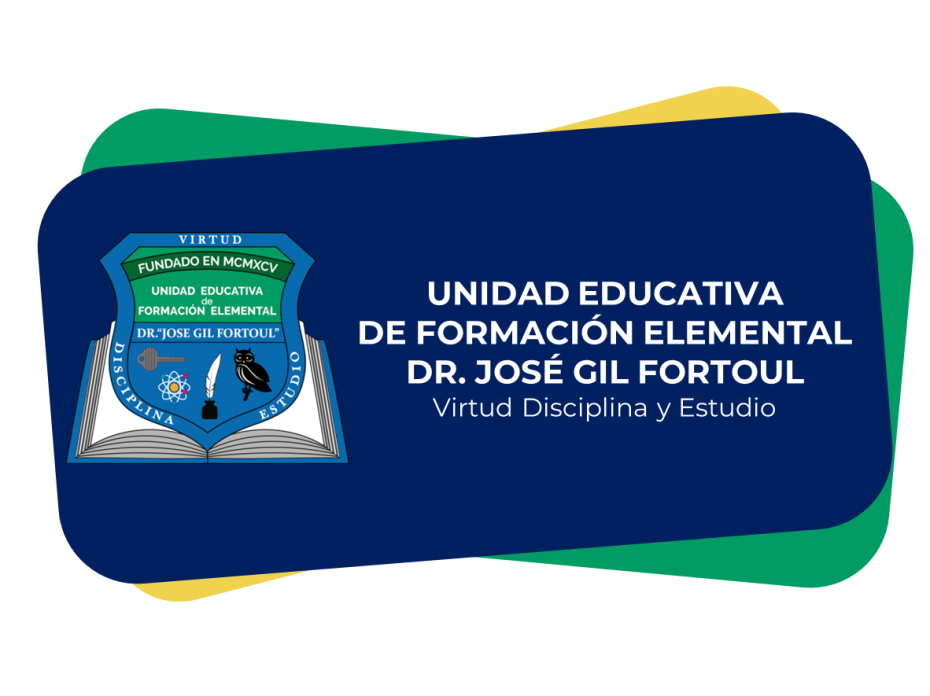 VIRTUD
FUNDADO EN MCMXCV
UNIDAD EDUCATIVA
de
FORMACIÓN ELEMENTAL
DR. "JOSE GIL FORTOUL"
DISCIPLINA
ESTUDIO
UNIDAD EDUCATIVA
DE FORMACIÓN ELEMENTAL
DR. JOSÉ GIL FORTOUL
Virtud Disciplina y Estudio